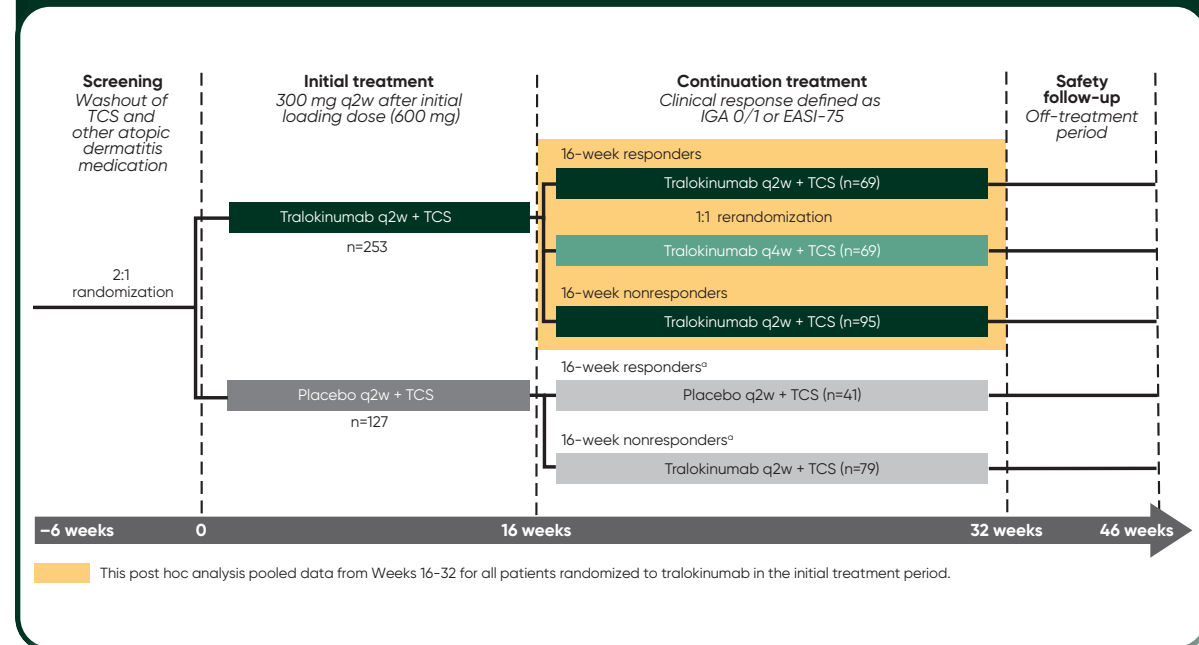 Screening
Washout of
TCS and
other atopic
dermatitis
medication
Initial treatment
300 mg q2w after initial
loading dose (600 mg)
Continuation treatment
Clinical response defined as
IGA 0/1 or EASI-75
Safety
follow-up
Off-treatment
period
2:1
randomization
Tralokinumab q2w + TCS
n=253
Placebo q2w + TCS
n=127
16-week responders
Tralokinumab q2w + TCS (n=69)
1:1 rerandomization
Tralokinumab q4w + TCS (n=69)
16-week nonresponders
Tralokinumab q2w + TCS (n=95)
16-week respondersᵃ
Placebo q2w + TCS (n=41)
16-week nonrespondersᵃ
Tralokinumab q2w + TCS (n=79)
–6 weeks
0
16 weeks
32 weeks
46 weeks
This post hoc analysis pooled data from Weeks 16-32 for all patients randomized to tralokinumab in the initial treatment period.